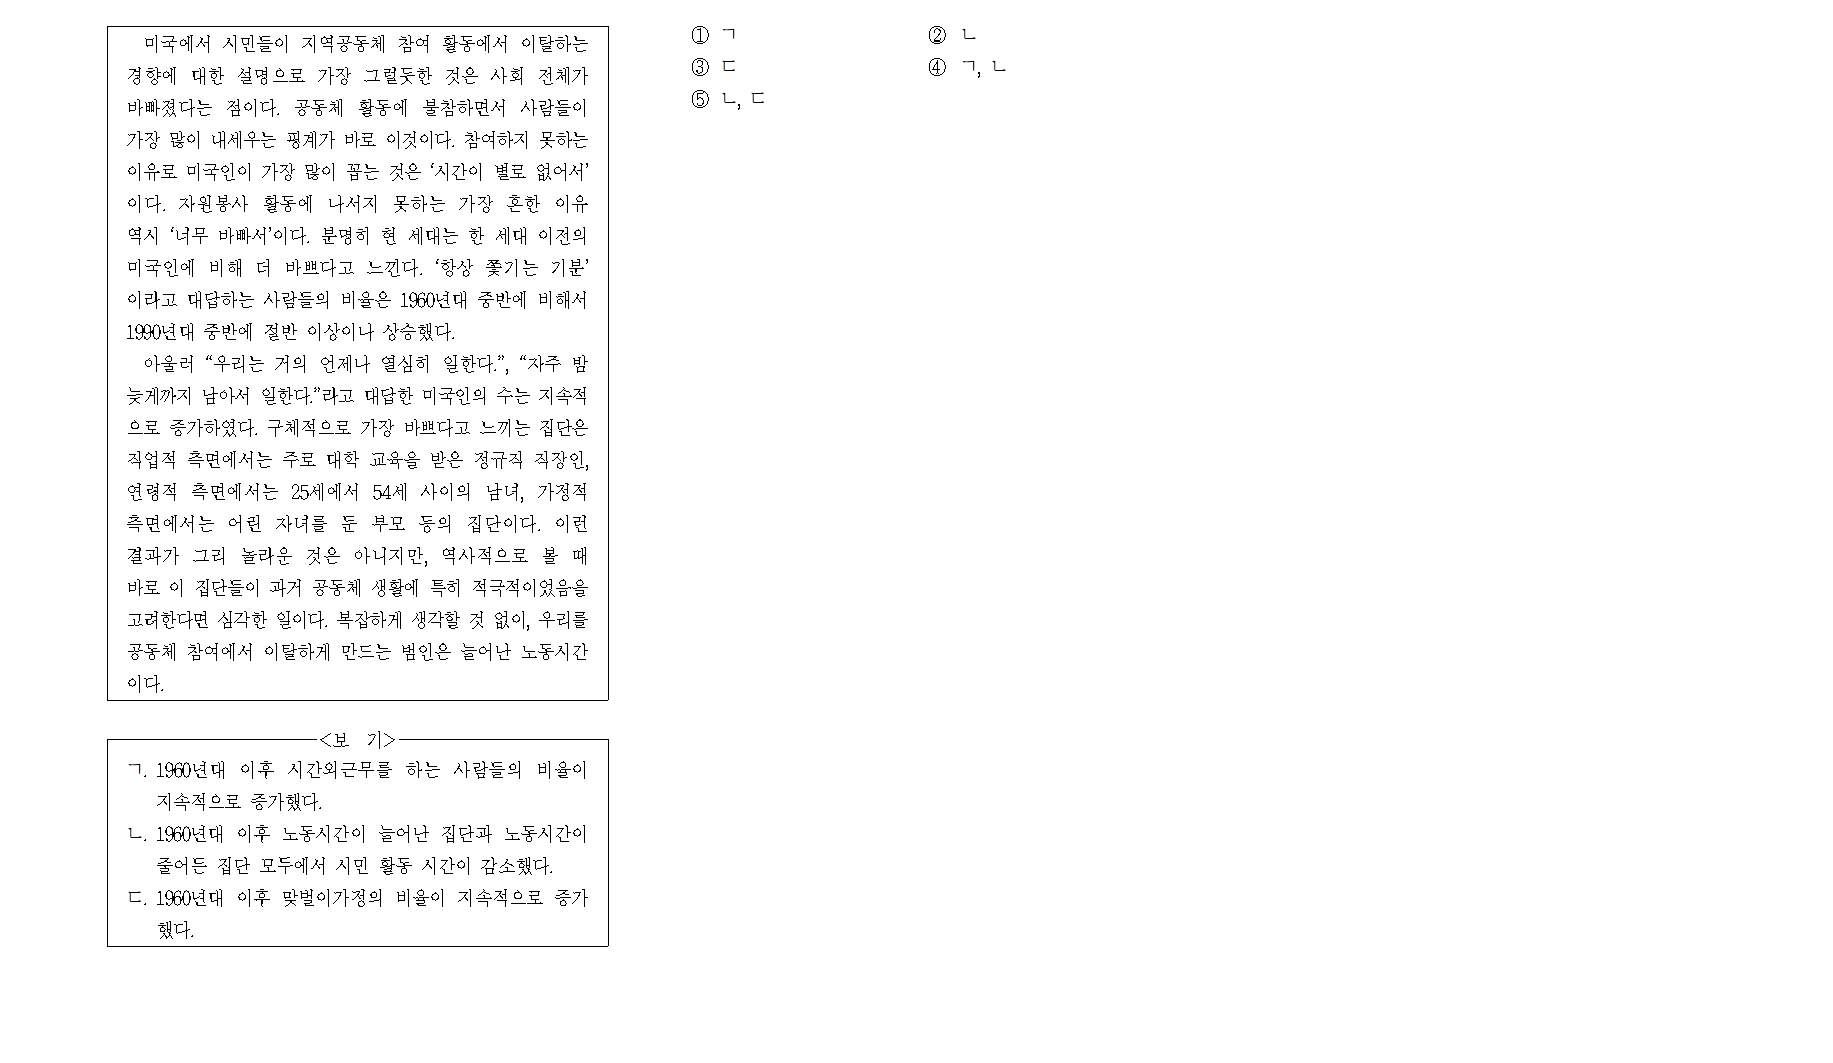 미국에서 시민들이 지역공동체 참여 활동에서 이탈하는
경향에 대한 설명으로 가장 그럴듯한 것은 사회 전체가
바빠졌다는 점이다. 공동체 활동에 불참하면서 사람들이
가장 많이 내세우는 핑계가 바로 이것이다. 참여하지 못하는
이유로 미국인이 가장 많이 꼽는 것은 ‘시간이 별로 없어서’
이다. 자원봉사 활동에 나서지 못하는 가장 흔한 이유
역시 ‘너무 바빠서’이다. 분명히 현 세대는 한 세대 이전의
미국인에 비해 더 바쁘다고 느낀다. ‘항상 쫓기는 기분’
이라고 대답하는 사람들의 비율은 1960년대 중반에 비해서
1990년대 중반에 절반 이상이나 상승했다.
아울러 “우리는 거의 언제나 열심히 일한다.”, “자주 밤
늦게까지 남아서 일한다.”라고 대답한 미국인의 수는 지속적
으로 증가하였다. 구체적으로 가장 바쁘다고 느끼는 집단은
직업적 측면에서는 주로 대학 교육을 받은 정규직 직장인,
연령적 측면에서는 25세에서 54세 사이의 남녀, 가정적
측면에서는 어린 자녀를 둔 부모 등의 집단이다. 이런
결과가 그리 놀라운 것은 아니지만, 역사적으로 볼 때
바로 이 집단들이 과거 공동체 생활에 특히 적극적이었음을
고려한다면 심각한 일이다. 복잡하게 생각할 것 없이, 우리를
공동체 참여에서 이탈하게 만드는 범인은 늘어난 노동시간
이다.
<보 기>
ㄱ. 1960년대 이후 시간외근무를 하는 사람들의 비율이
지속적으로 증가했다.
ㄴ. 1960년대 이후 노동시간이 늘어난 집단과 노동시간이
줄어든 집단 모두에서 시민 활동 시간이 감소했다.
ㄷ. 1960년대 이후 맞벌이가정의 비율이 지속적으로 증가
했다.
① ㄱ ② ㄴ
③ ㄷ ④ ㄱ, ㄴ
⑤ ㄴ, ㄷ